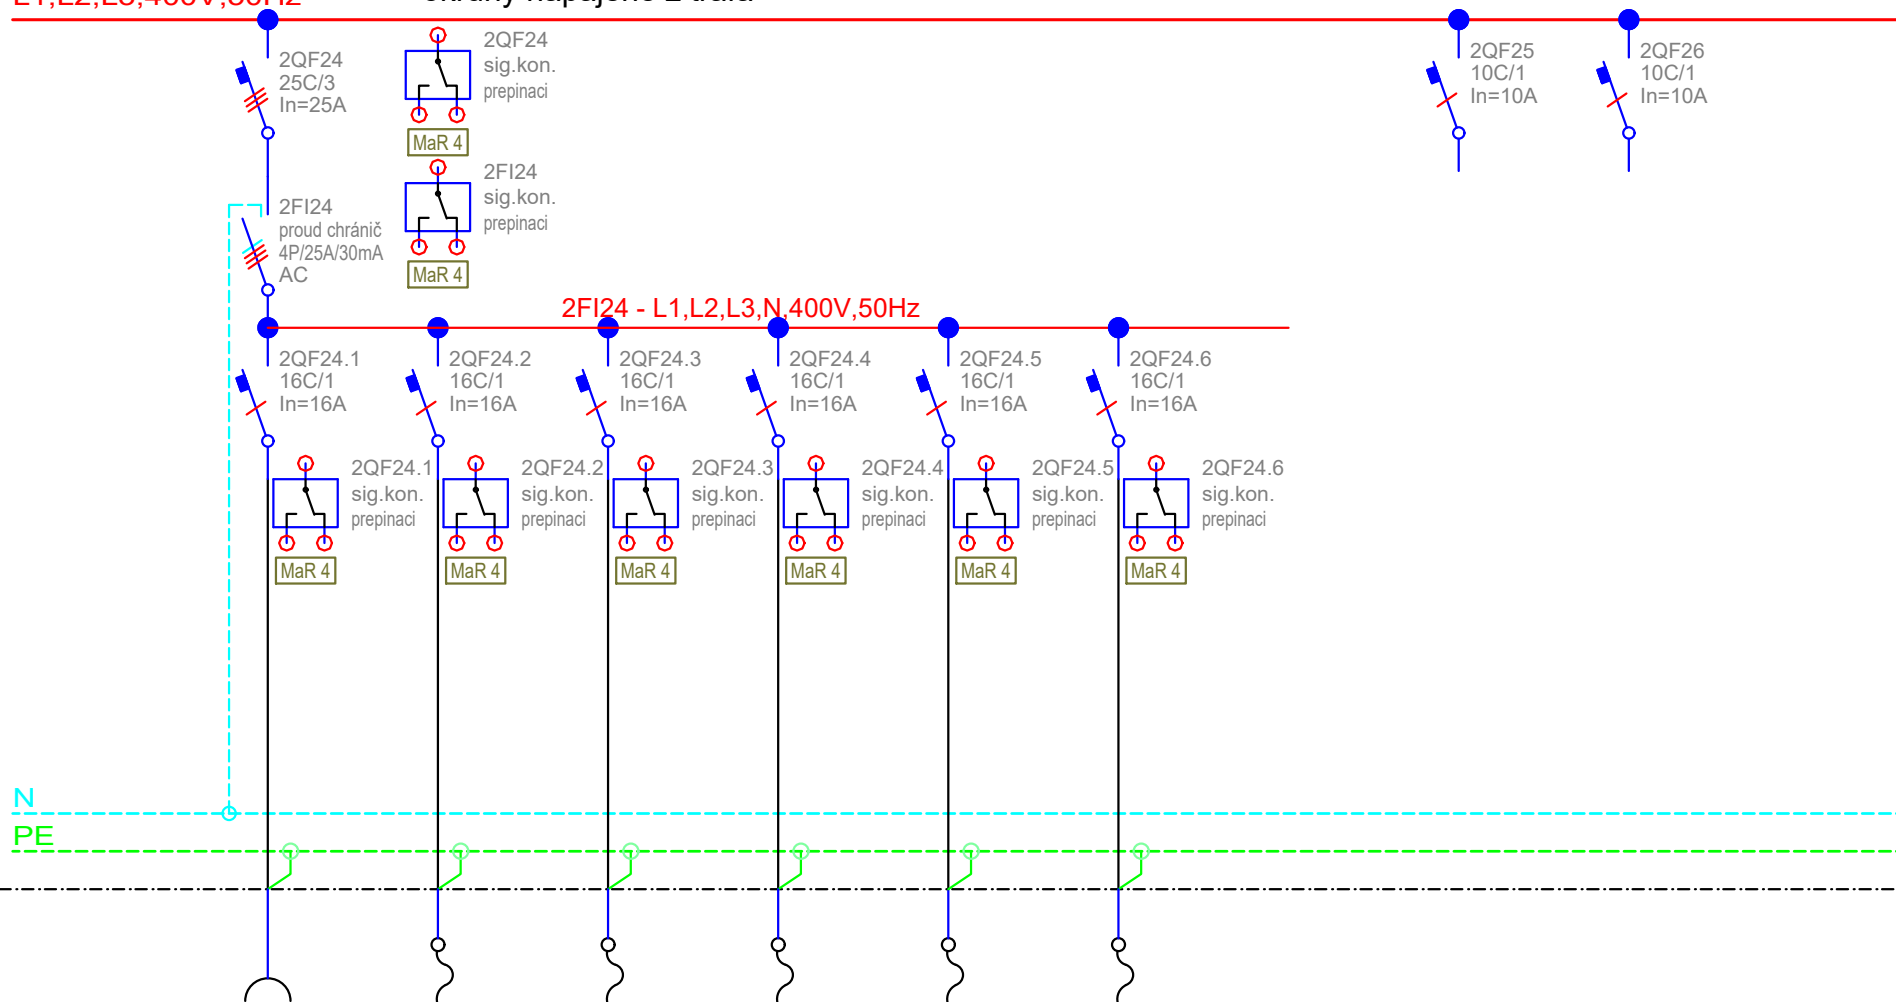 2QF24
25C/3
In=25A
2QF24
sig.kon.
prepinaci
MaR 4
2QF25
10C/1
In=10A
2QF26
10C/1
In=10A
2FI24
proud chránič
4P/25A/30mA
AC
2FI24
sig.kon.
prepinaci
MaR 4
2FI24 - L1,L2,L3,N,400V,50Hz
2QF24.1
16C/1
In=16A
2QF24.2
16C/1
In=16A
2QF24.3
16C/1
In=16A
2QF24.4
16C/1
In=16A
2QF24.5
16C/1
In=16A
2QF24.6
16C/1
In=16A
2QF24.1
sig.kon.
prepinaci
MaR 4
2QF24.2
sig.kon.
prepinaci
MaR 4
2QF24.3
sig.kon.
prepinaci
MaR 4
2QF24.4
sig.kon.
prepinaci
MaR 4
2QF24.5
sig.kon.
prepinaci
MaR 4
2QF24.6
sig.kon.
prepinaci
MaR 4
N
PE